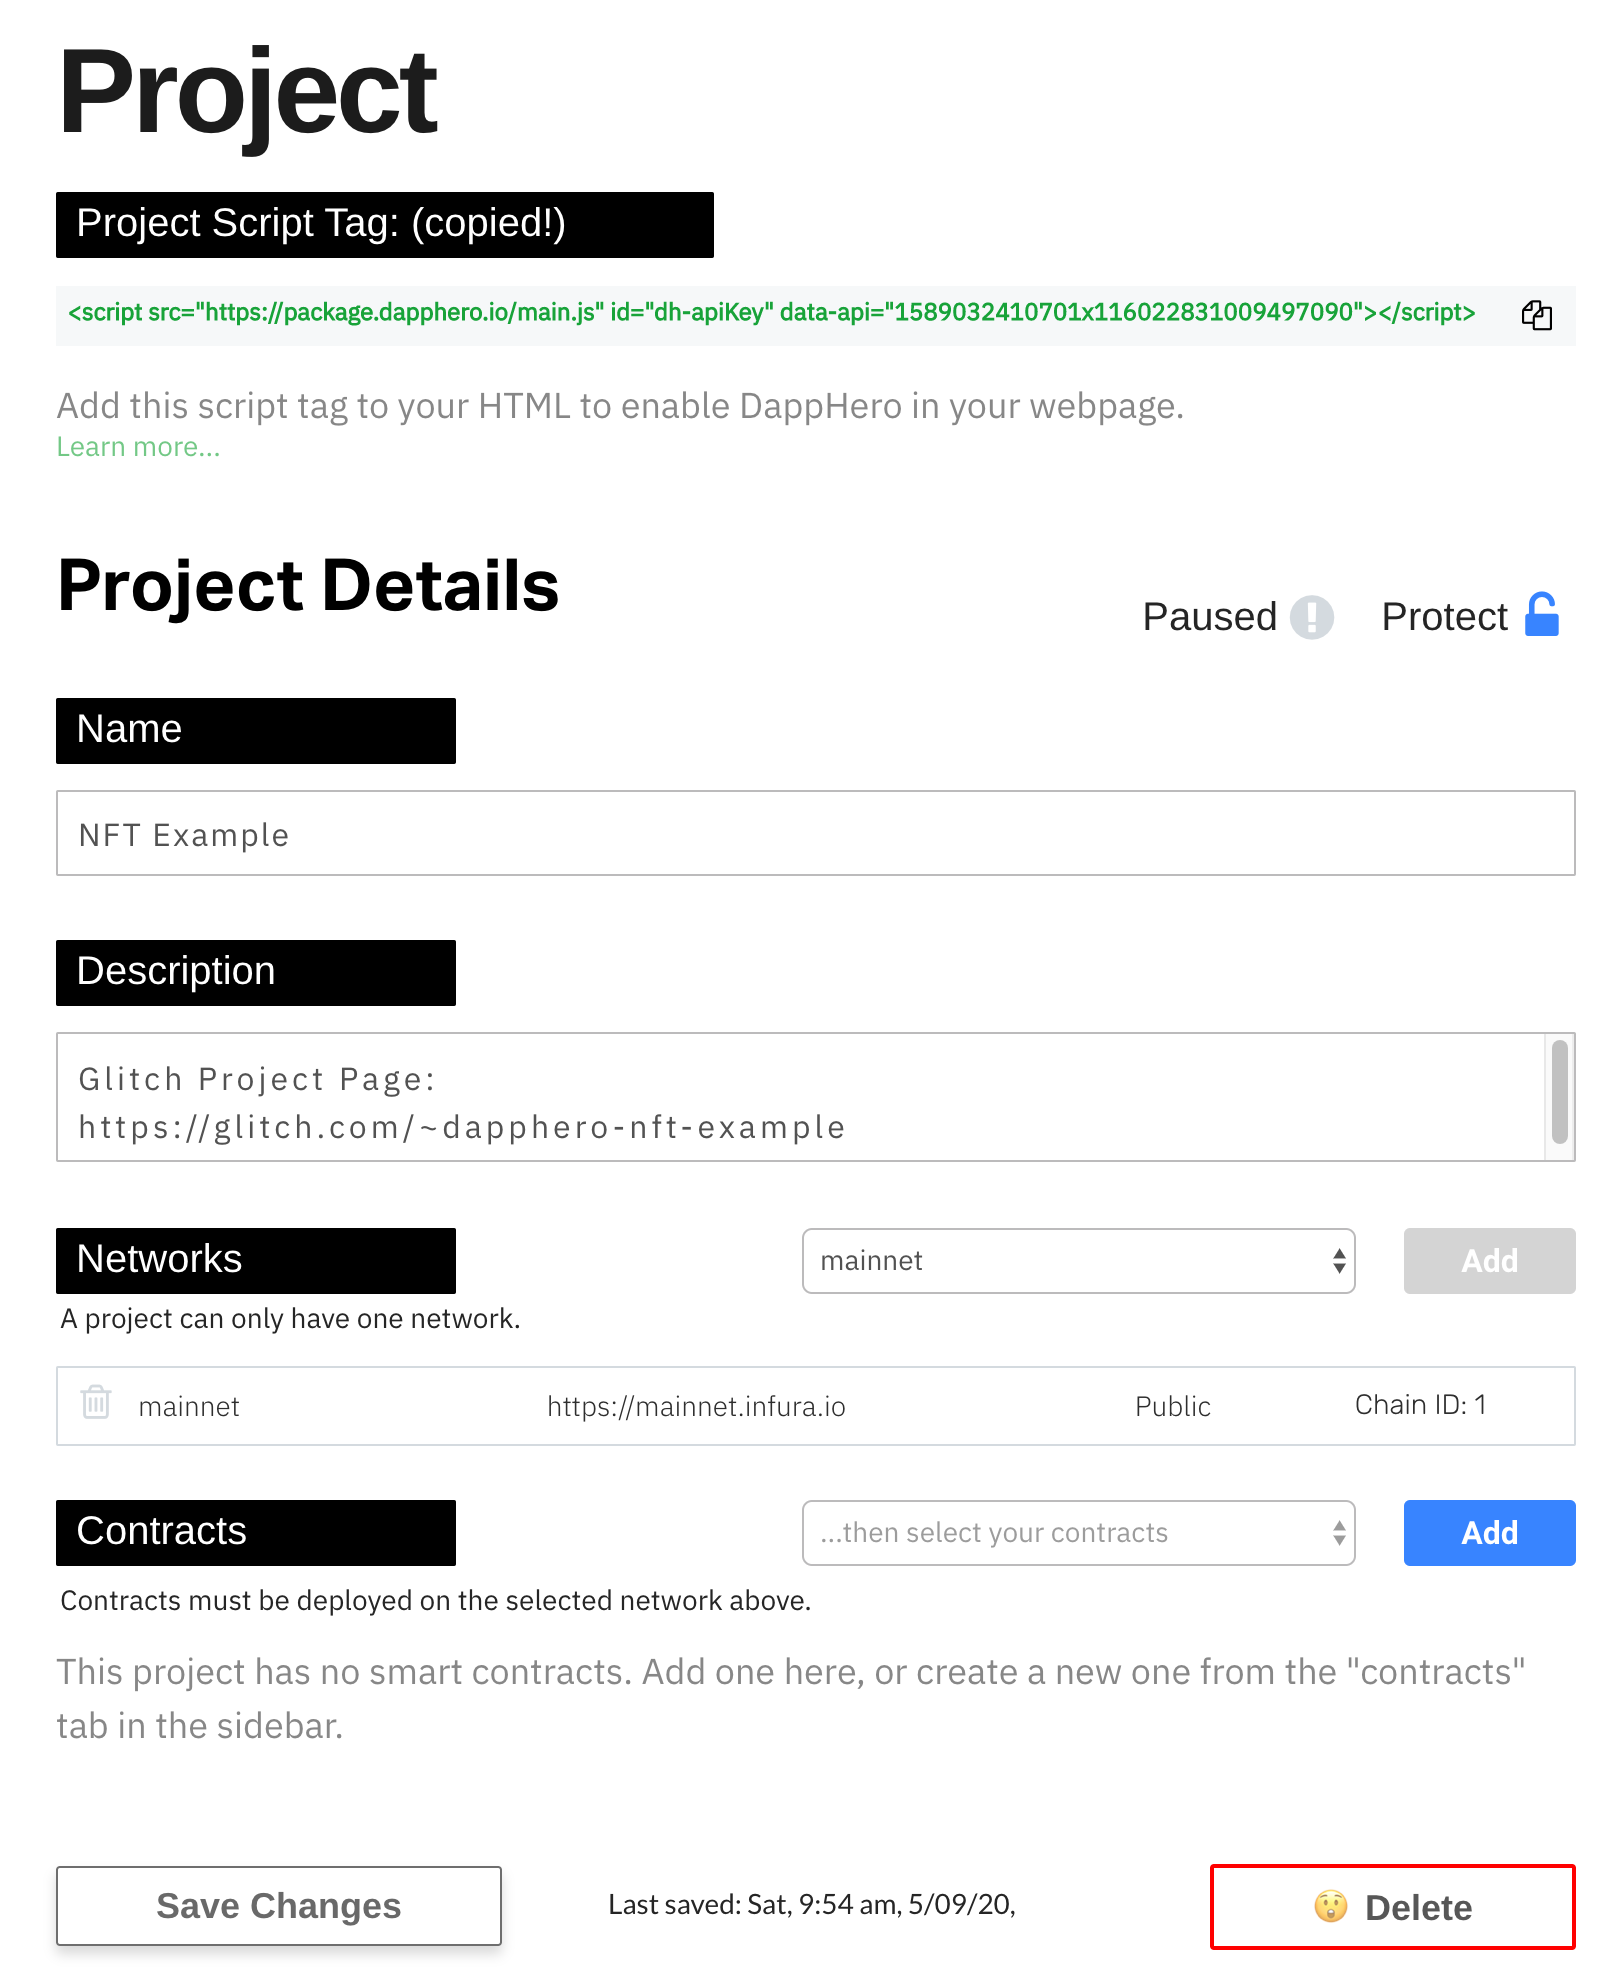 Project
Project Script Tag: (copied!)
<script src="https://package.dapphero.io/main.js" id="dh-apiKey" data-api="1589032410701x116022831009497090"></script>
Add this script tag to your HTML to enable DappHero in your webpage.
Learn more...
Project Details
Paused Protect
Name
NFT Example
Description
Glitch Project Page:
https://glitch.com/~dapphero-nft-example
Networks mainnet Add
A project can only have one network.
mainnet https://mainnet.infura.io Public Chain ID: 1
Contracts ...then select your contracts Add
Contracts must be deployed on the selected network above.
This project has no smart contracts. Add one here, or create a new one from the "contracts"
tab in the sidebar.
Save Changes Last saved: Sat, 9:54 am, 5/09/20, 😲 Delete